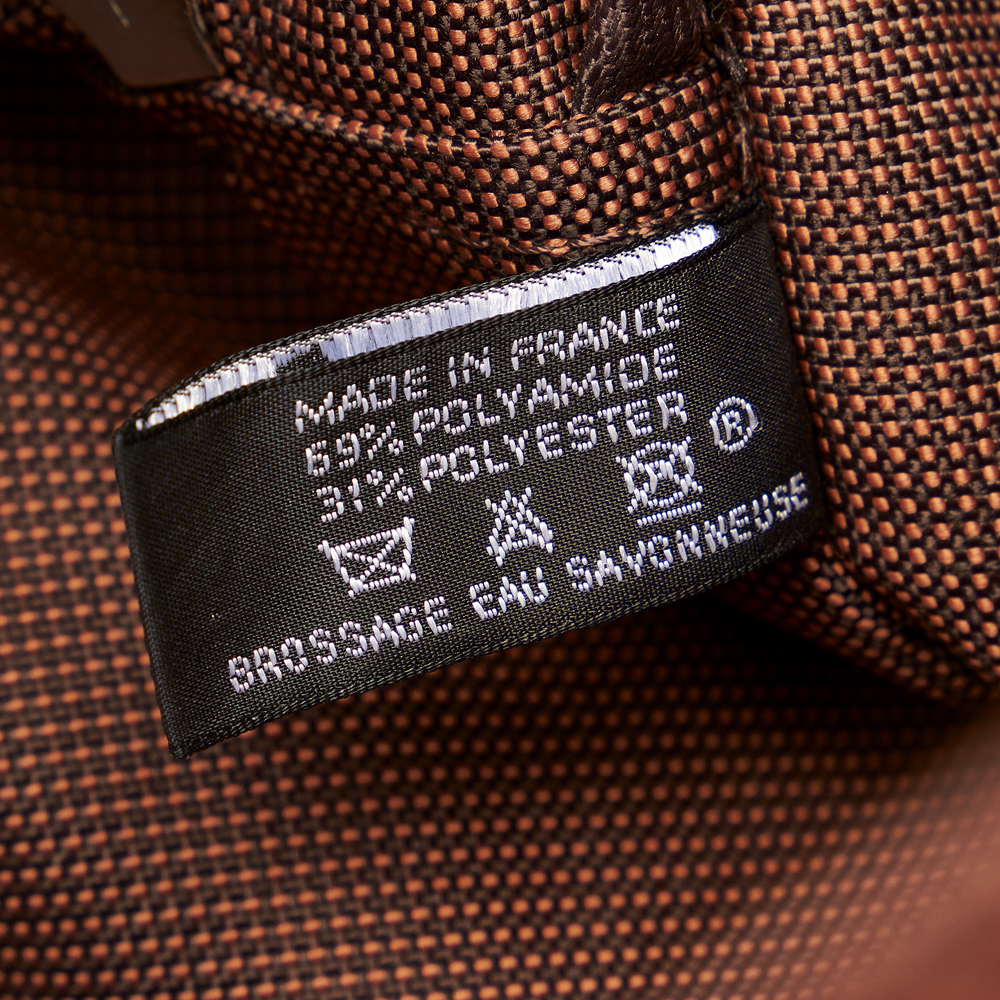 MADE IN FRANCE
69% POLYAMIDE
31% POLYESTER ®
BROSSAGE EAU SAVONNEUSE